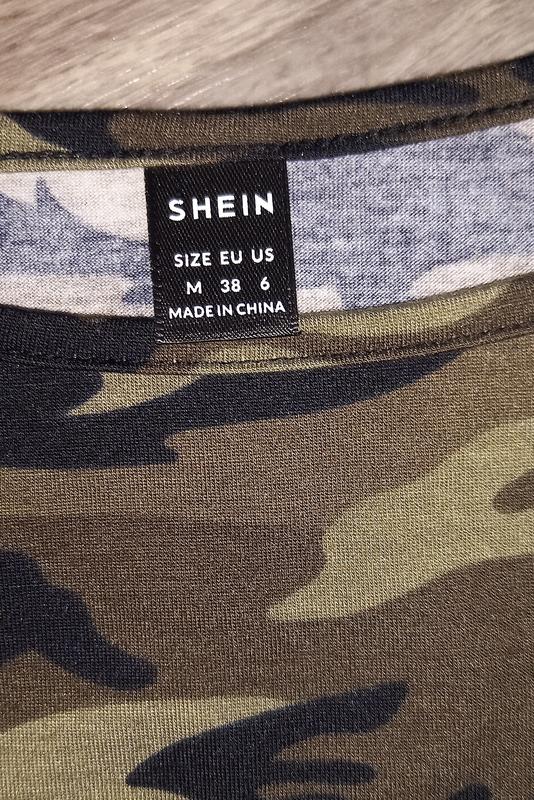 SHEIN
SIZE EU US
M 38 6
MADE IN CHINA